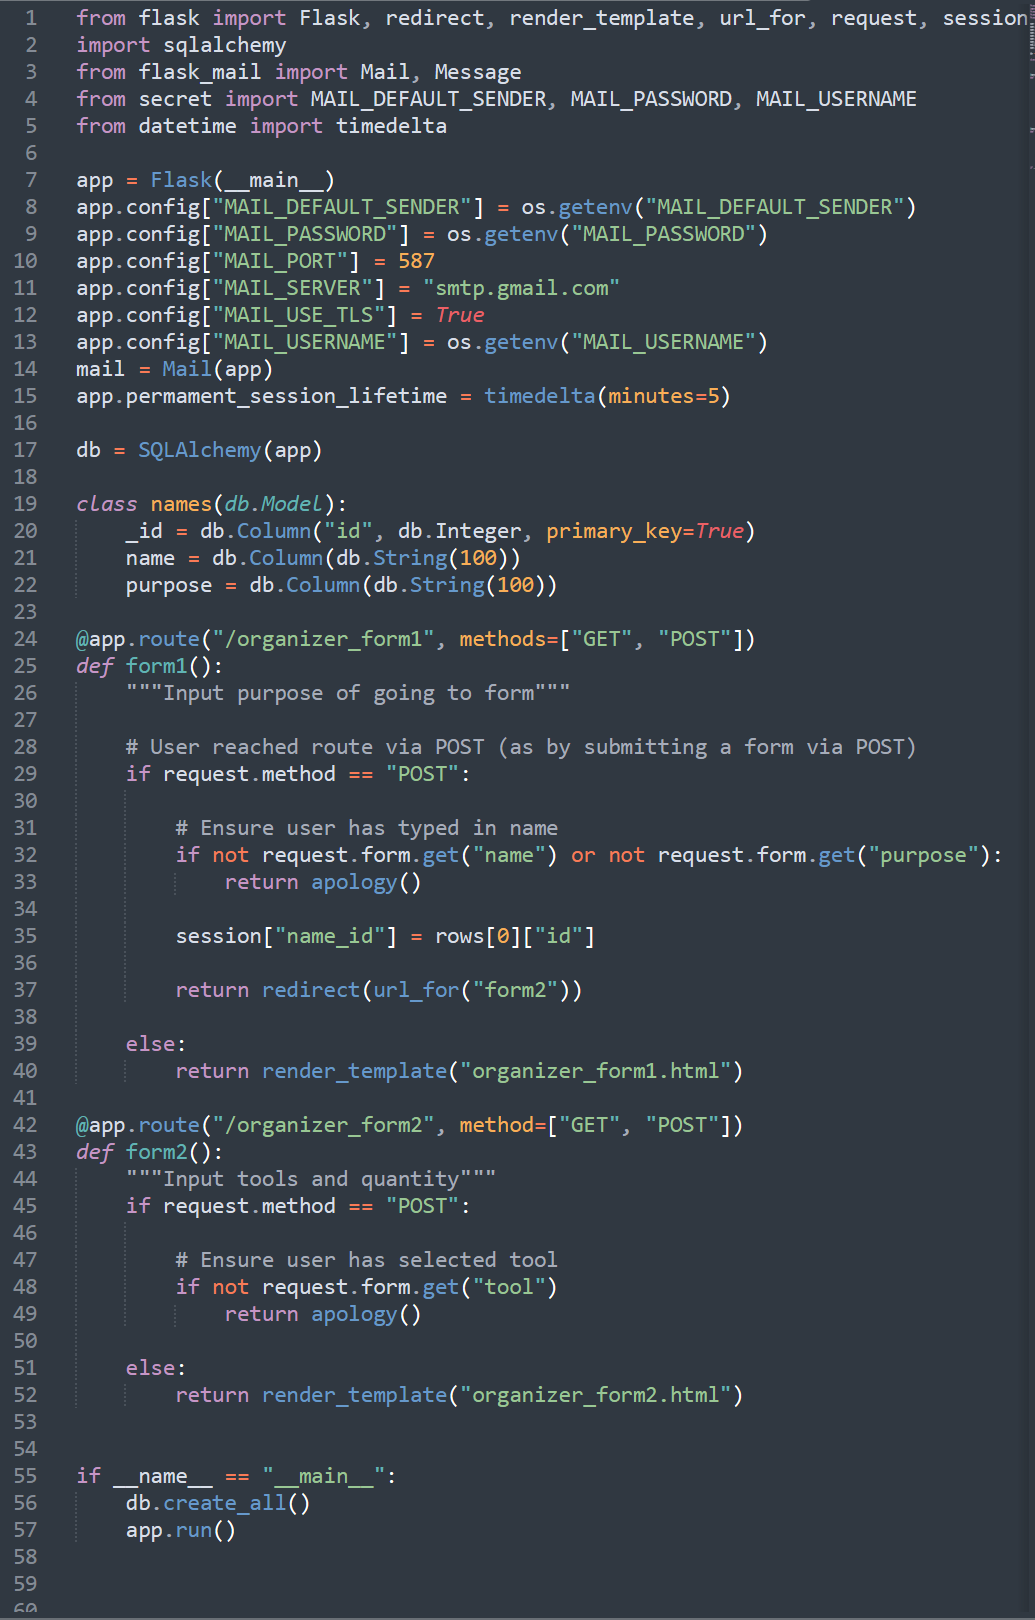 1 from flask import Flask, redirect, render_template, url_for, request, session
2 import sqlalchemy
3 from flask_mail import Mail, Message
4 from secret import MAIL_DEFAULT_SENDER, MAIL_PASSWORD, MAIL_USERNAME
5 from datetime import timedelta
6
7 app = Flask(__main__)
8 app.config["MAIL_DEFAULT_SENDER"] = os.getenv("MAIL_DEFAULT_SENDER")
9 app.config["MAIL_PASSWORD"] = os.getenv("MAIL_PASSWORD")
10 app.config["MAIL_PORT"] = 587
11 app.config["MAIL_SERVER"] = "smtp.gmail.com"
12 app.config["MAIL_USE_TLS"] = True
13 app.config["MAIL_USERNAME"] = os.getenv("MAIL_USERNAME")
14 mail = Mail(app)
15 app.permament_session_lifetime = timedelta(minutes=5)
16
17 db = SQLAlchemy(app)
18
19 class names(db.Model):
20     _id = db.Column("id", db.Integer, primary_key=True)
21     name = db.Column(db.String(100))
22     purpose = db.Column(db.String(100))
23
24 @app.route("/organizer_form1", methods=["GET", "POST"])
25 def form1():
26     """Input purpose of going to form"""
27
28     # User reached route via POST (as by submitting a form via POST)
29     if request.method == "POST":
30
31         # Ensure user has typed in name
32         if not request.form.get("name") or not request.form.get("purpose"):
33             return apology()
34
35         session["name_id"] = rows[0]["id"]
36
37         return redirect(url_for("form2"))
38
39     else:
40         return render_template("organizer_form1.html")
41
42 @app.route("/organizer_form2", method=["GET", "POST"])
43 def form2():
44     """Input tools and quantity"""
45     if request.method == "POST":
46
47         # Ensure user has selected tool
48         if not request.form.get("tool")
49             return apology()
50
51     else:
52         return render_template("organizer_form2.html")
53
54
55 if __name__ == "__main__":
56     db.create_all()
57     app.run()
58
59
60